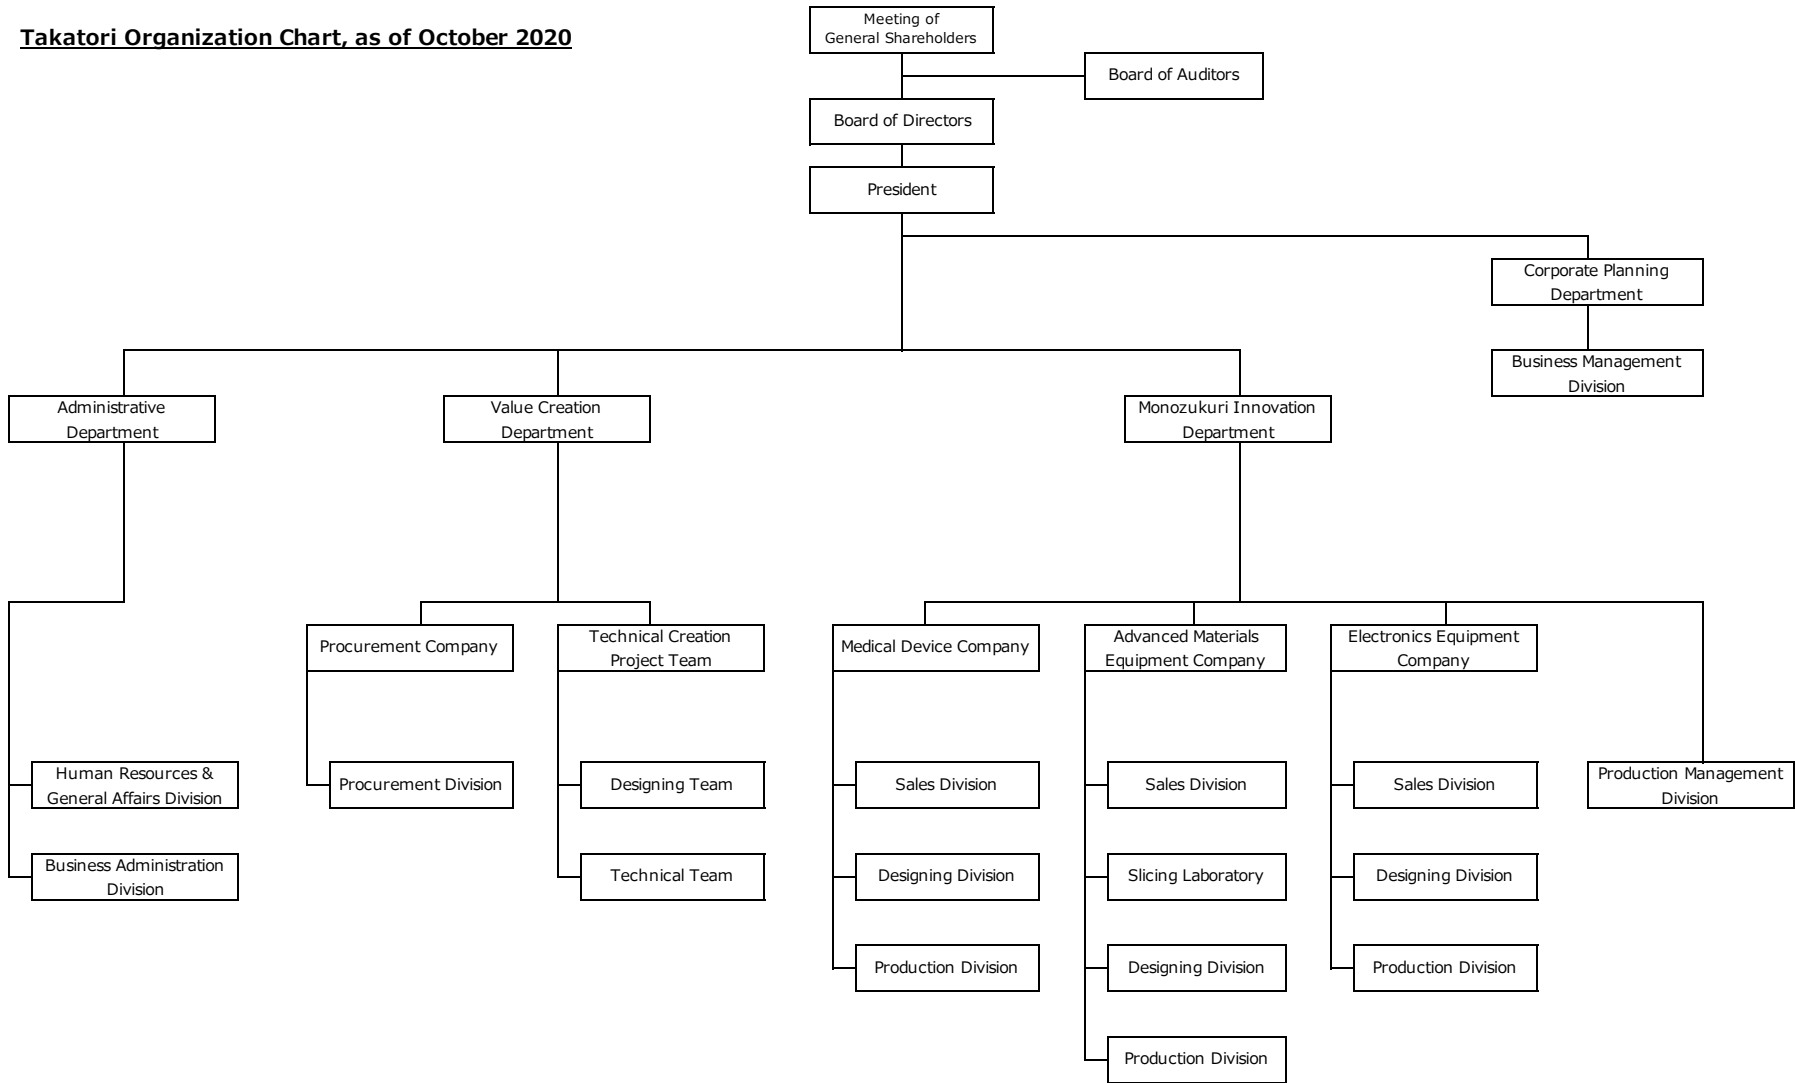 Takatori Organization Chart, as of October 2020
Meeting of
General Shareholders
Board of Auditors
Board of Directors
President
Corporate Planning
Department
Business Management
Division
Administrative
Department
Value Creation
Department
Monozukuri Innovation
Department
Procurement Company
Technical Creation
Project Team
Medical Device Company
Advanced Materials
Equipment Company
Electronics Equipment
Company
Human Resources &
General Affairs Division
Procurement Division
Designing Team
Sales Division
Sales Division
Sales Division
Production Management
Division
Business Administration
Division
Technical Team
Designing Division
Slicing Laboratory
Designing Division
Production Division
Designing Division
Production Division
Production Division